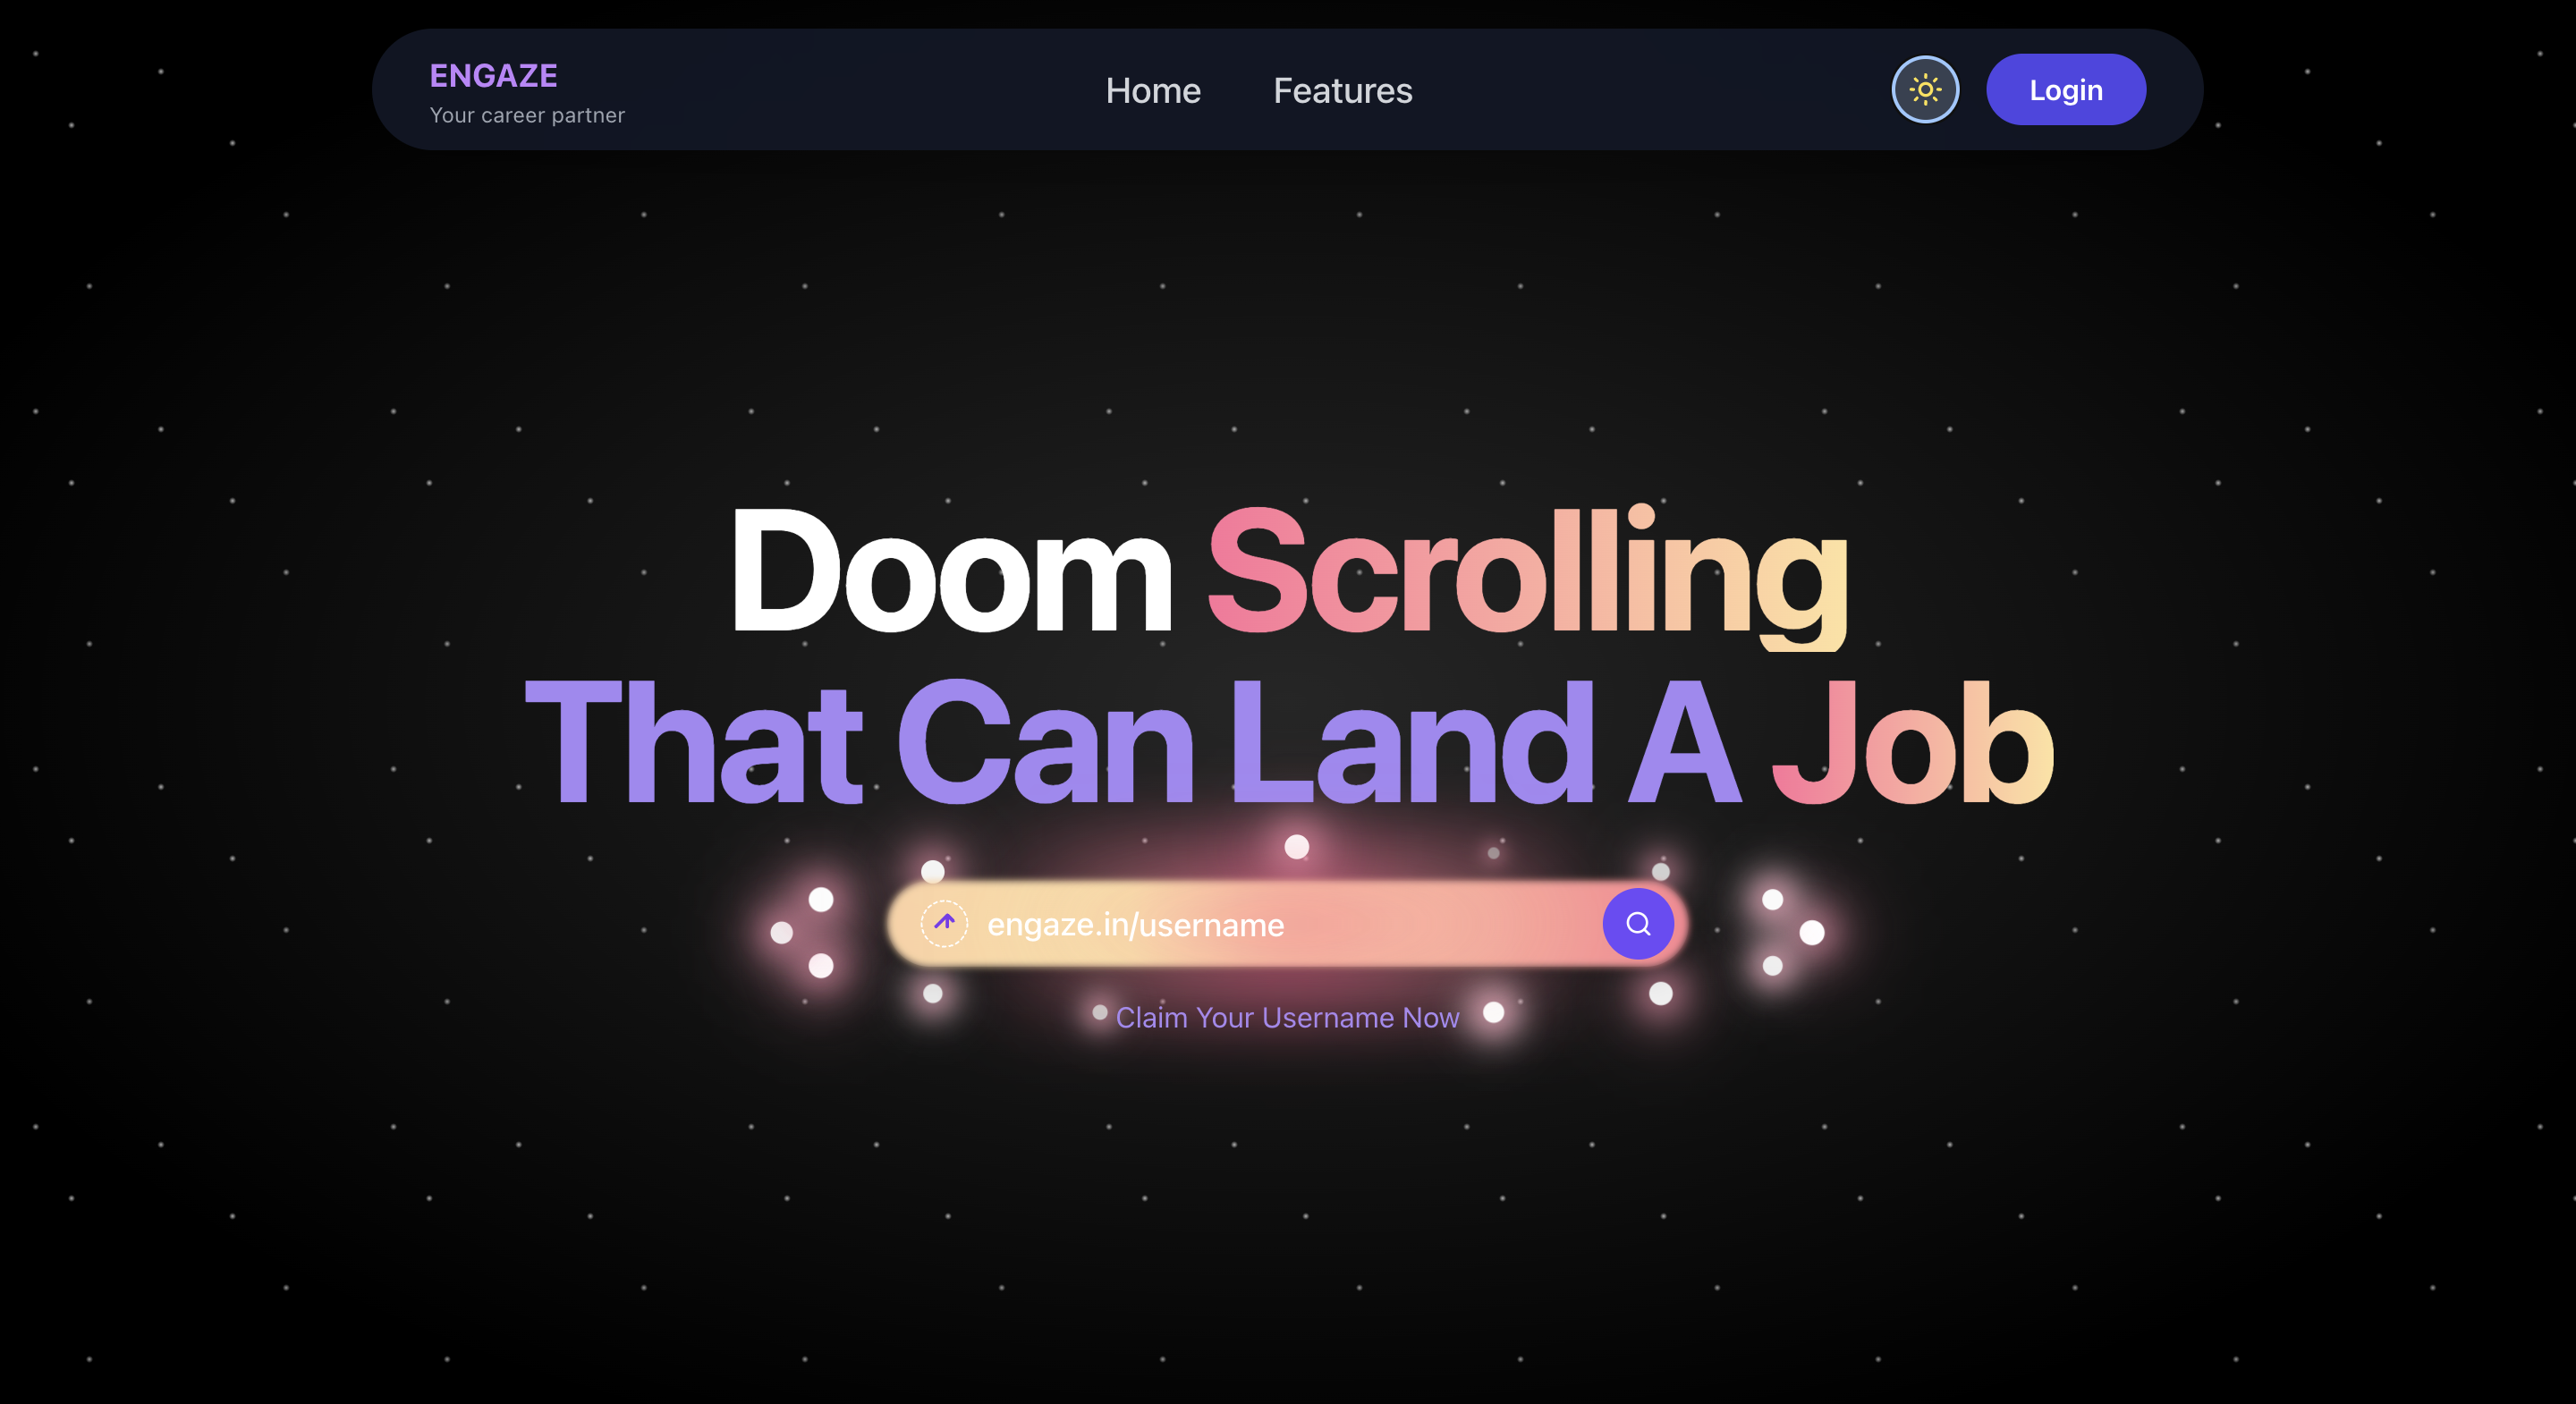 ENGAZE
Your career partner
Home
Features
Login
Doom Scrolling
That Can Land A Job
engaze.in/username
Claim Your Username Now